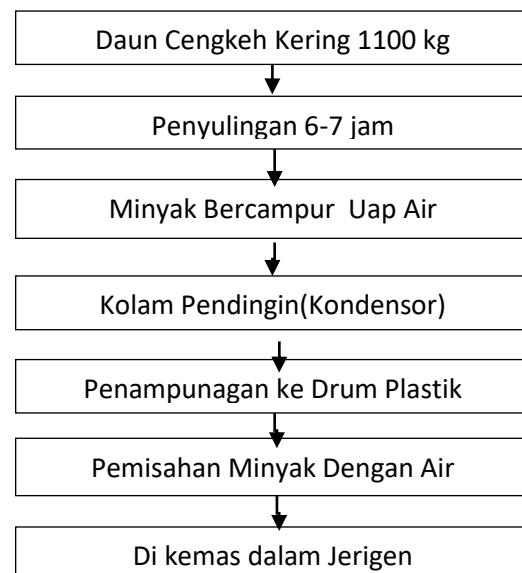 Daun Cengkeh Kering 1100 kg
Penyulingan 6-7 jam
Minyak Bercampur Uap Air
Kolam Pendingin(Kondensor)
Penampunagan ke Drum Plastik
Pemisahan Minyak Dengan Air
Di kemas dalam Jerigen